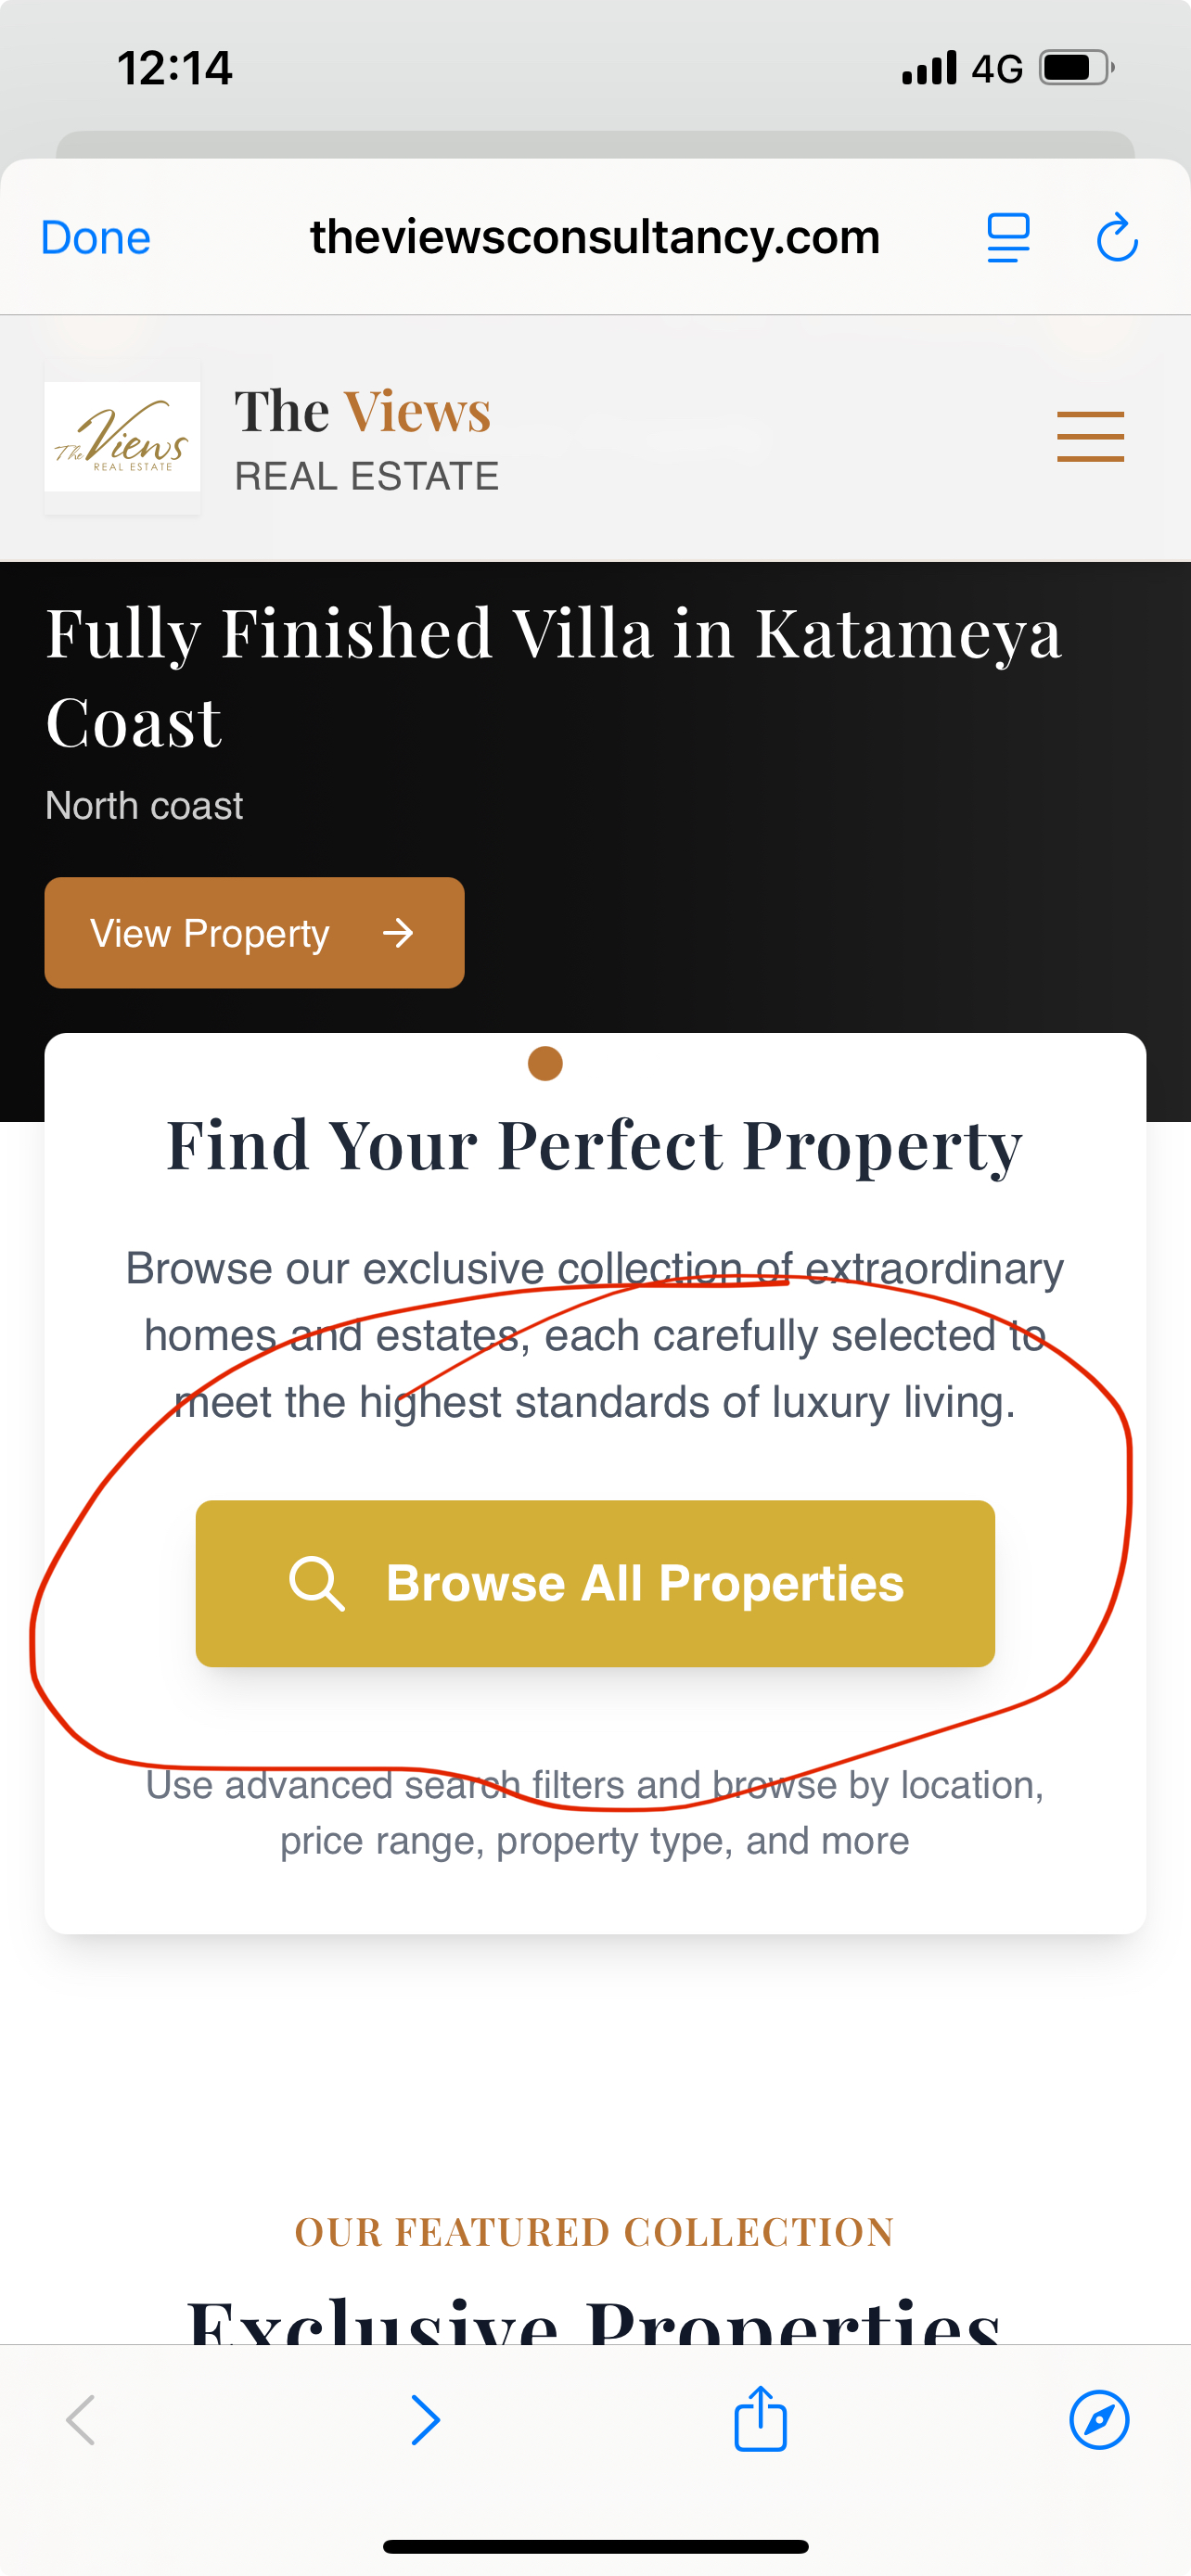 12:14
4G
Done
theviewsconsultancy.com
The Views
REAL ESTATE
The Views
REAL ESTATE
Fully Finished Villa in Katameya
Coast
North coast
View Property
Find Your Perfect Property
Browse our exclusive collection of extraordinary
homes and estates, each carefully selected to
meet the highest standards of luxury living.
Browse All Properties
Use advanced search filters and browse by location,
price range, property type, and more
OUR FEATURED COLLECTION
Exclusive Properties